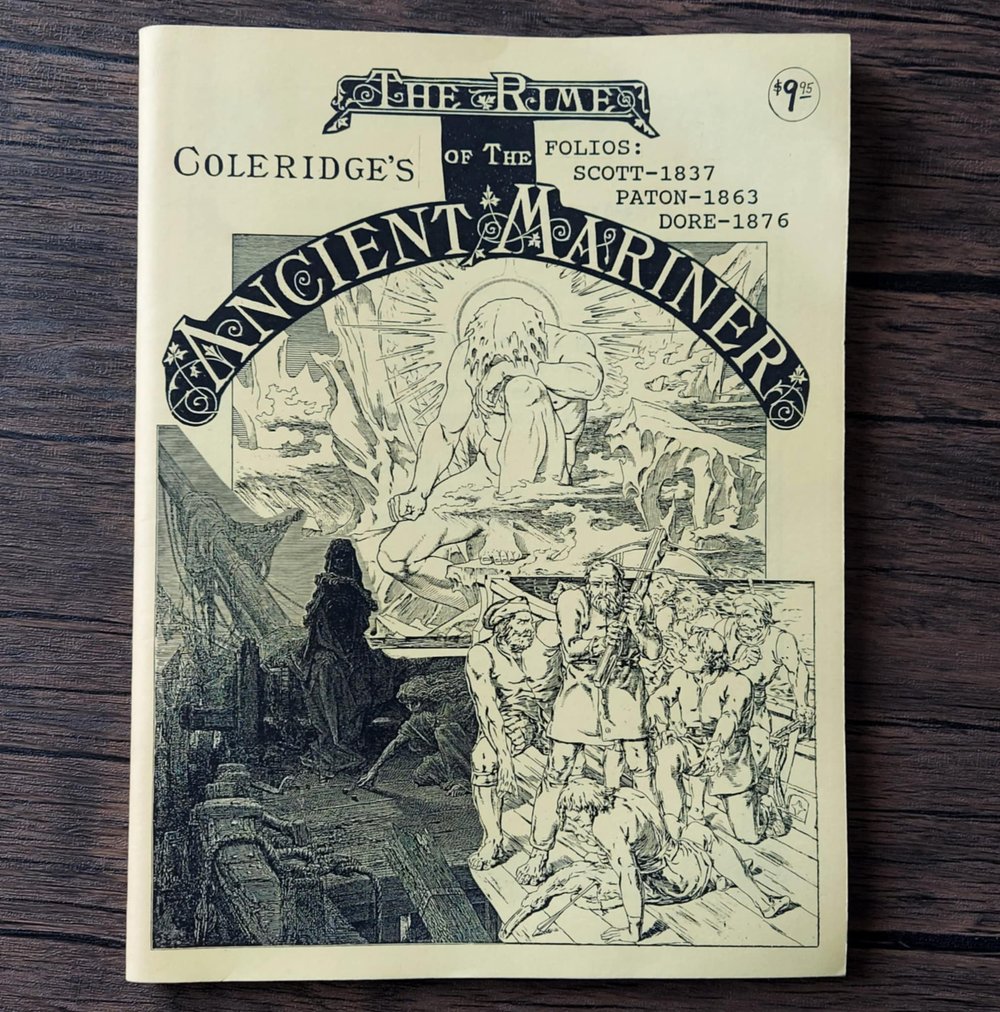 THE RIME
$9.95
COLERIDGE'S
OF THE
FOLIOS:
SCOTT-1837
PATON-1863
DORE-1876
ANCIENT MARINER